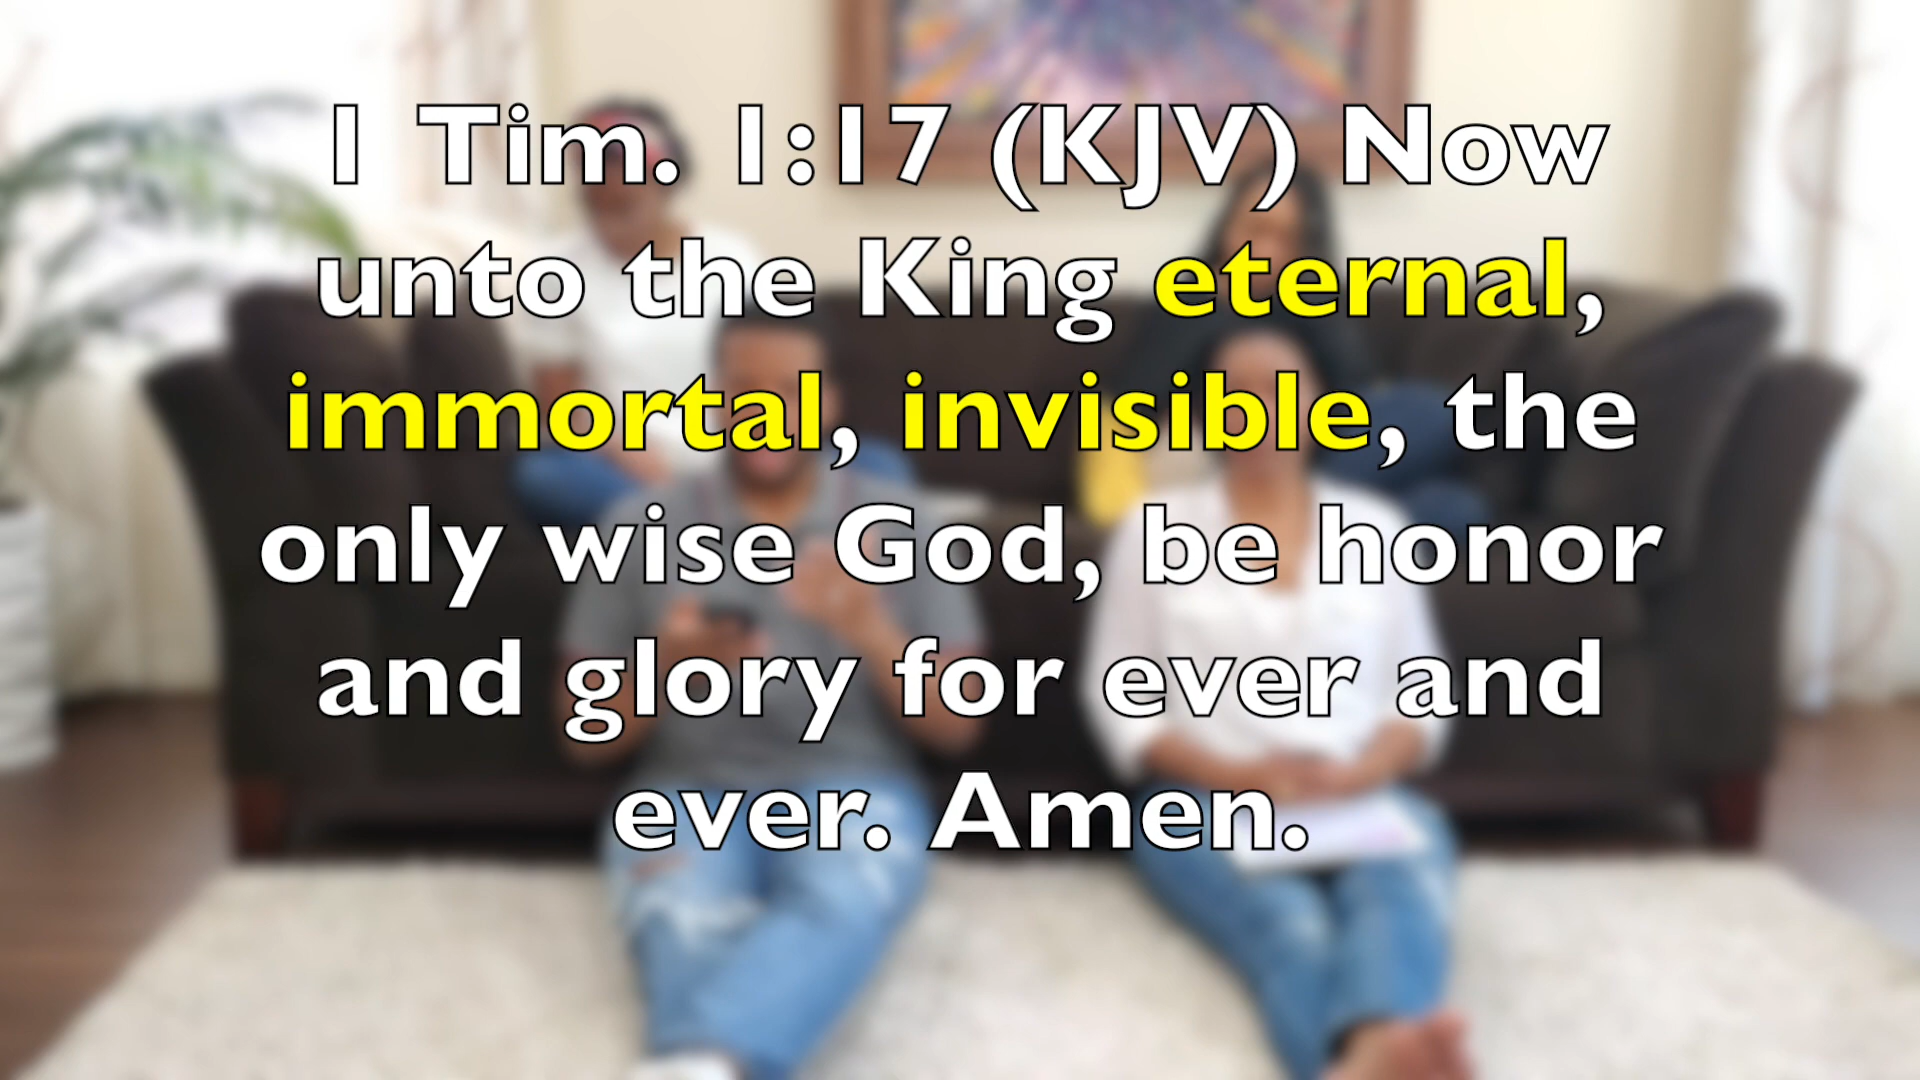 1 Tim. 1:17 (KJV) Now
unto the King eternal,
immortal, invisible, the
only wise God, be honor
and glory for ever and
ever. Amen.